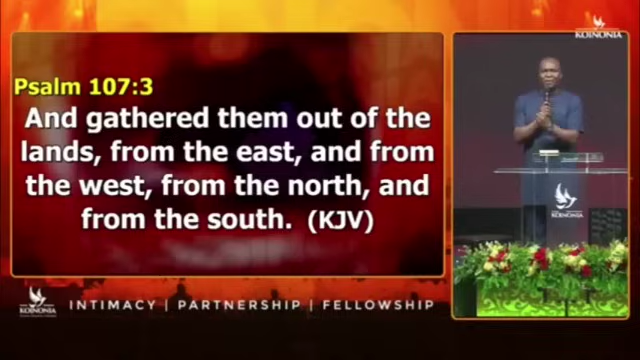 KOINONIA
Psalm 107:3
And gathered them out of the
lands, from the east, and from
the west, from the north, and
from the south. (KJV)
KOINONIA
KOINONIA
INTIMACY | PARTNERSHIP | FELLOWSHIP